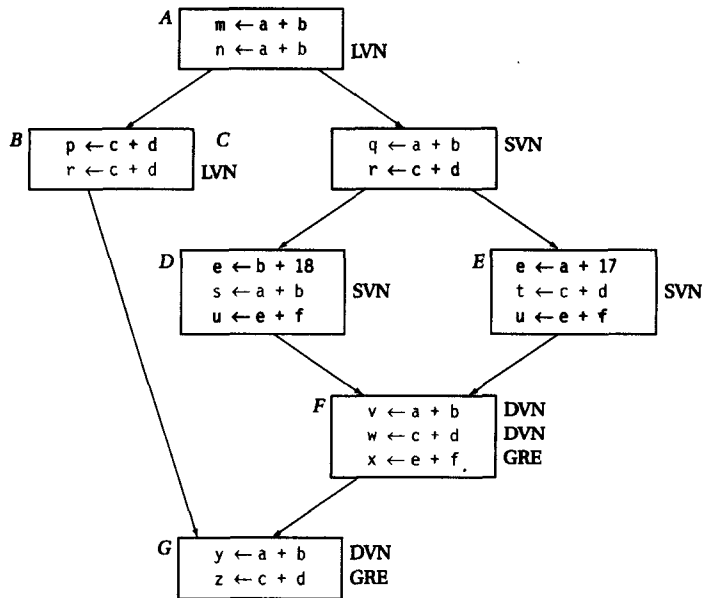 A
m ← a + b
n ← a + b LVN
B
p ← c + d
r ← c + d LVN
C
q ← a + b SVN
r ← c + d
D
e ← b + 18
s ← a + b SVN
u ← e + f
E
e ← a + 17
t ← c + d SVN
u ← e + f
F
v ← a + b DVN
w ← c + d DVN
x ← e + f GRE
G
y ← a + b DVN
z ← c + d GRE